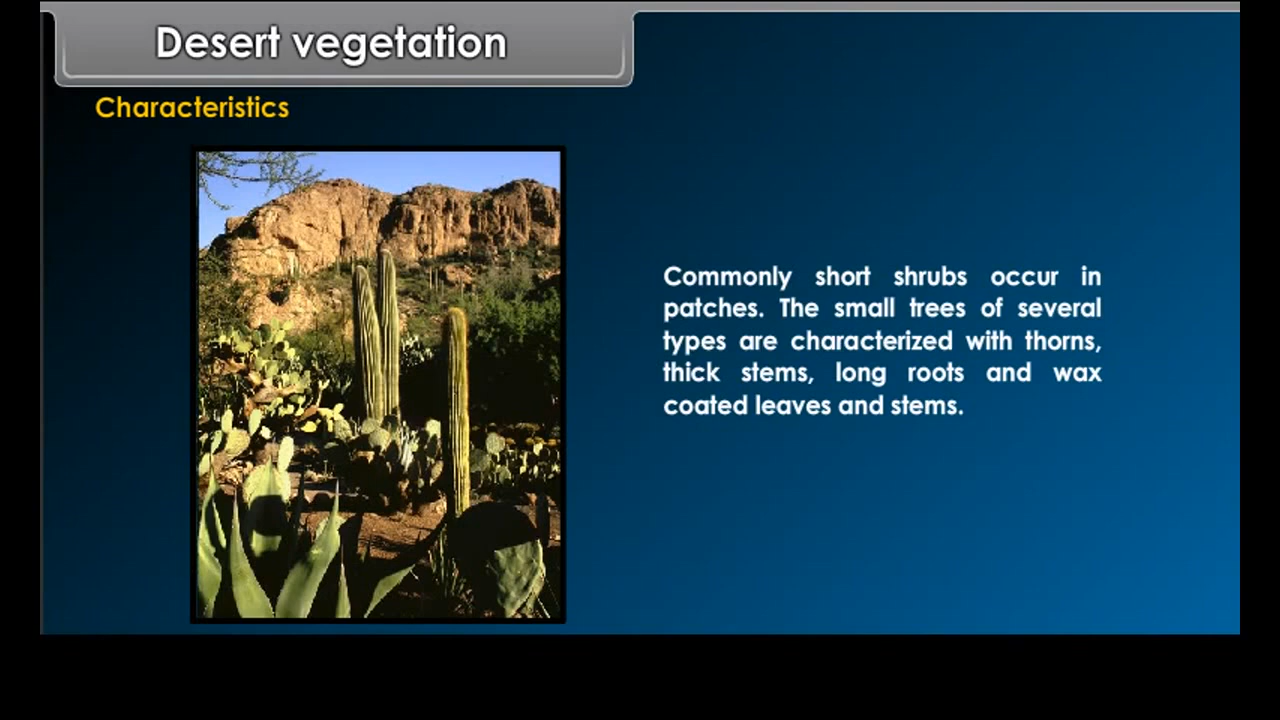 Desert vegetation
Characteristics
Commonly short shrubs occur in
patches. The small trees of several
types are characterized with thorns,
thick stems, long roots and wax
coated leaves and stems.